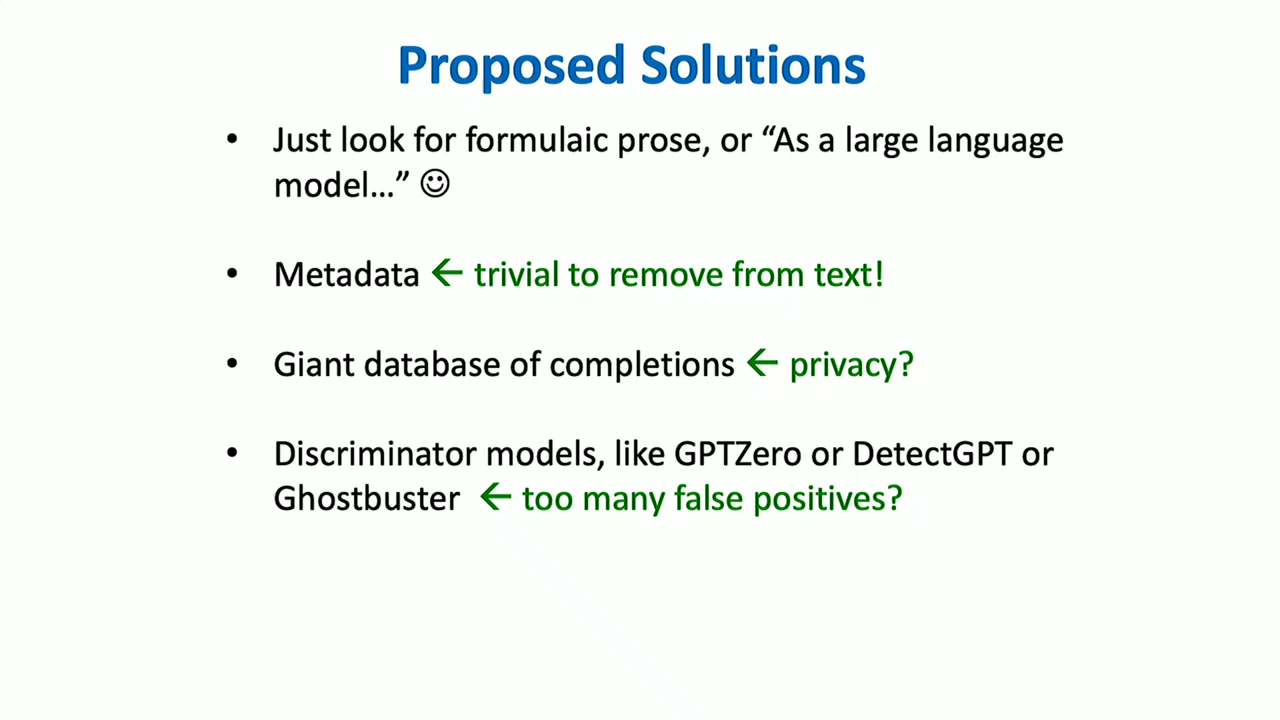 Proposed Solutions
• Just look for formulaic prose, or “As a large language
model…” ☺
• Metadata ← trivial to remove from text!
• Giant database of completions ← privacy?
• Discriminator models, like GPTZero or DetectGPT or
Ghostbuster ← too many false positives?